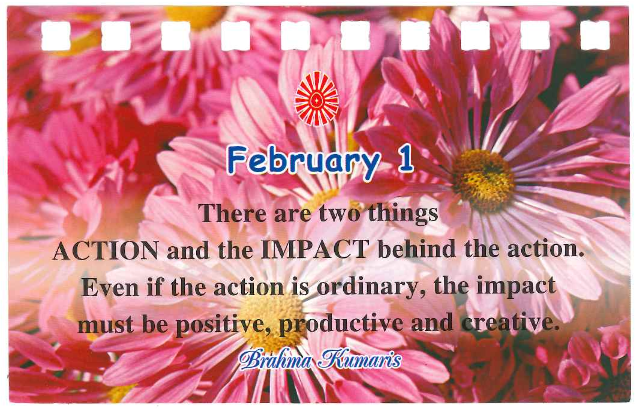 February 1
There are two things
ACTION and the IMPACT behind the action.
Even if the action is ordinary, the impact
must be positive, productive and creative.
Brahma Kumaris